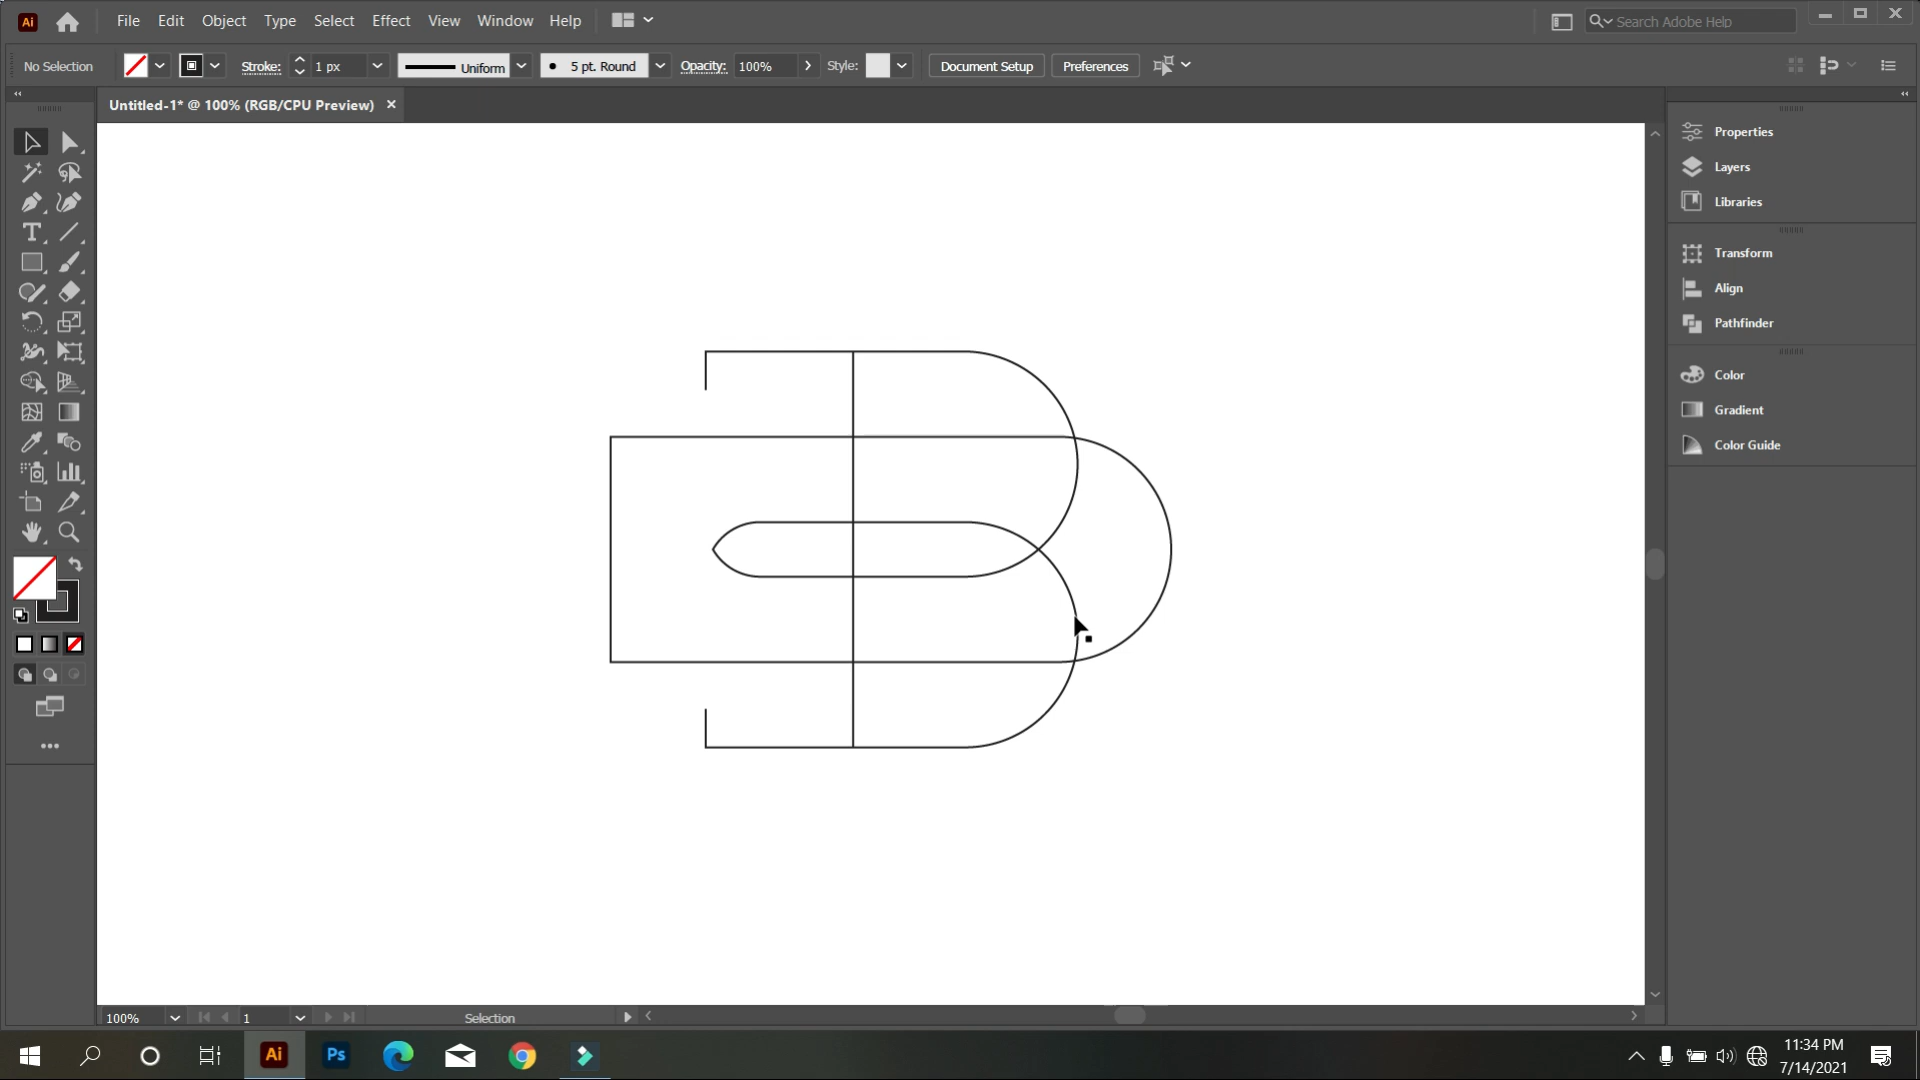 Ai File Edit Object Type Select Effect View Window Help Search Adobe Help
No Selection Stroke: 1 px Uniform 5 pt. Round Opacity: 100% Style: Document Setup Preferences
Untitled-1* @ 100% (RGB/CPU Preview) ×
Properties
Layers
Libraries
Transform
Align
Pathfinder
Color
Gradient
Color Guide
100% 1 Selection
Ai Ps
11:34 PM
7/14/2021